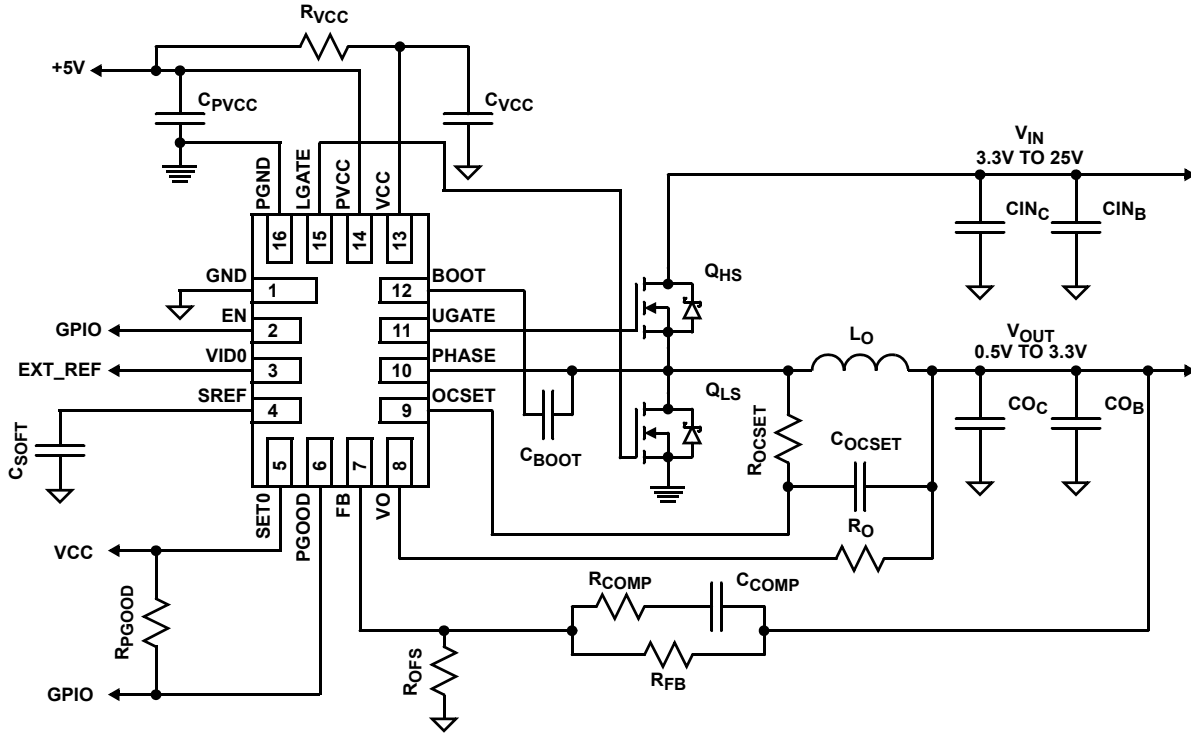 RVCC
+5V
CPVCC
CVCC
PGND
LGATE
PVCC
VCC
VIN
3.3V TO 25V
CINC
CINB
16
15
14
13
GND
1
12
BOOT
QHS
EN
2
11
UGATE
GPIO
VID0
3
10
PHASE
EXT_REF
LO
VOUT
0.5V TO 3.3V
SREF
4
9
OCSET
QLS
COC
COB
CSOFT
5
6
7
8
CBOOT
ROCSET
COCSET
SET0
PGOOD
FB
VO
RO
VCC
RPGOOD
RCOMP
CCOMP
ROFS
RFB
GPIO